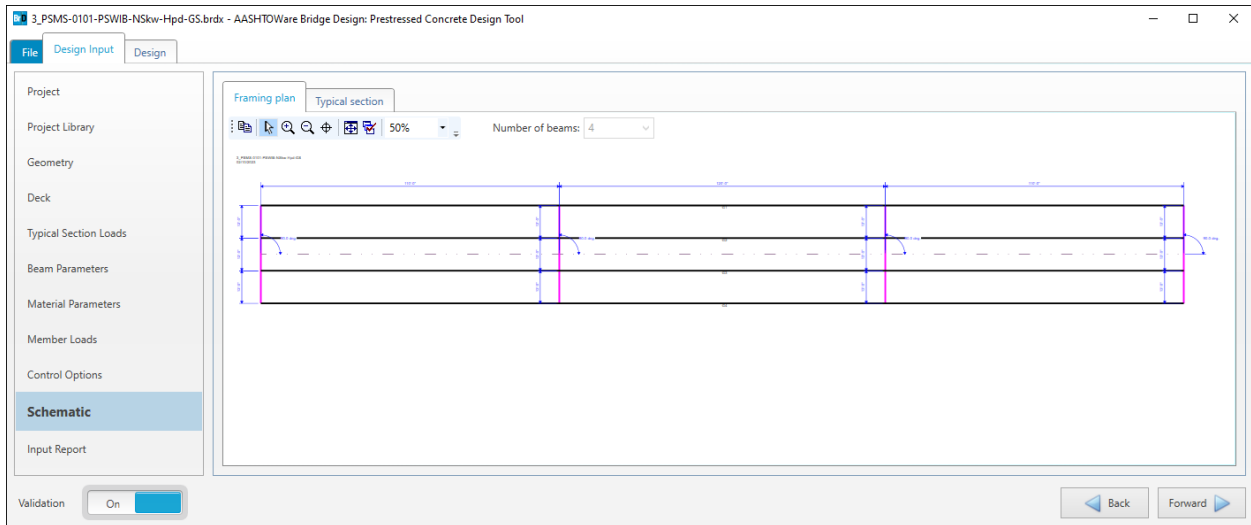 BrD 3_PSMS-0101-PSWIB-NSkw-Hpd-GS.brdx - AASHTOWare Bridge Design: Prestressed Concrete Design Tool
File Design Input Design
Project
Project Library
Geometry
Deck
Typical Section Loads
Beam Parameters
Material Parameters
Member Loads
Control Options
Schematic
Input Report
Framing plan Typical section
50% Number of beams: 4
Validation On
Back Forward